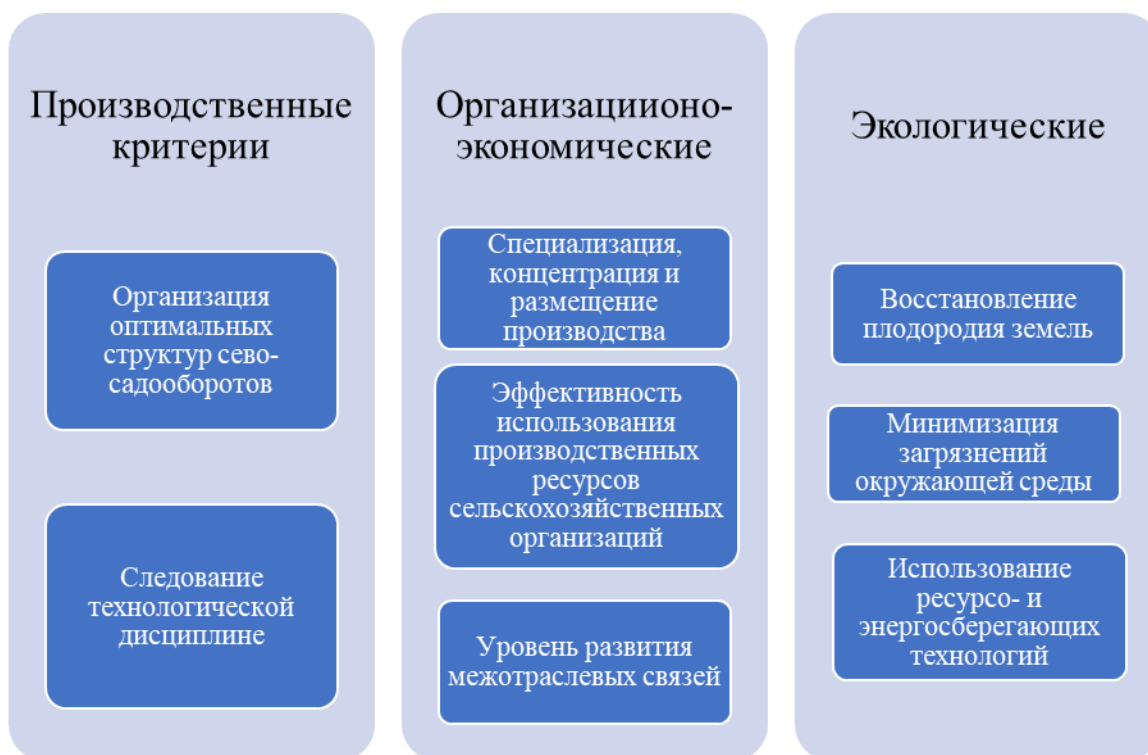 Производственные
критерии
Организация
оптимальных
структур сево-
садооборотов
Следование
технологической
дисциплине
Организациионо-
экономические
Специализация,
концентрация и
размещение
производства
Эффективность
использования
производственных
ресурсов
сельскохозяйственных
организаций
Уровень развития
межотраслевых связей
Экологические
Восстановление
плодородия земель
Минимизация
загрязнений
окружающей среды
Использование
ресурсо- и
энергосберегающих
технологий